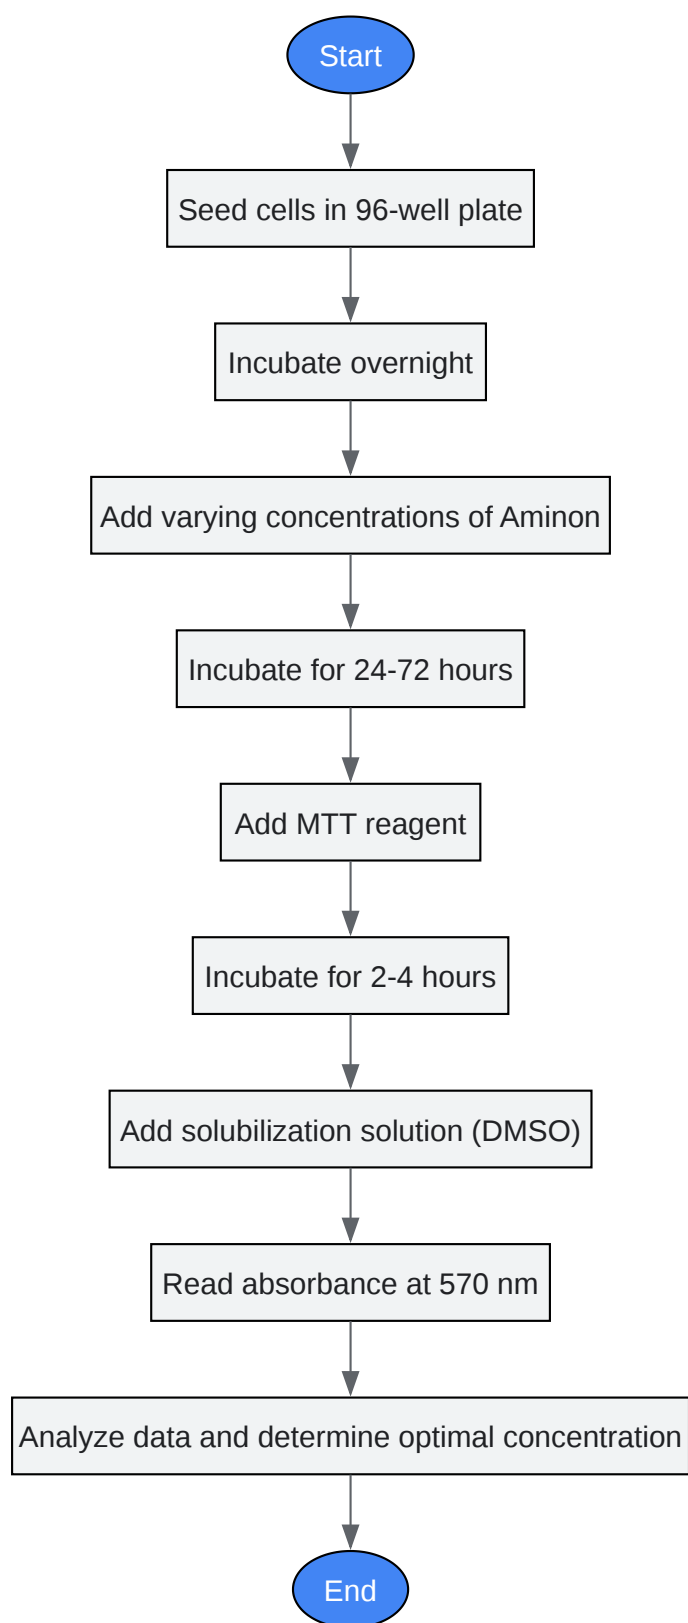 Start
Seed cells in 96-well plate
Incubate overnight
Add varying concentrations of Aminon
Incubate for 24-72 hours
Add MTT reagent
Incubate for 2-4 hours
Add solubilization solution (DMSO)
Read absorbance at 570 nm
Analyze data and determine optimal concentration
End